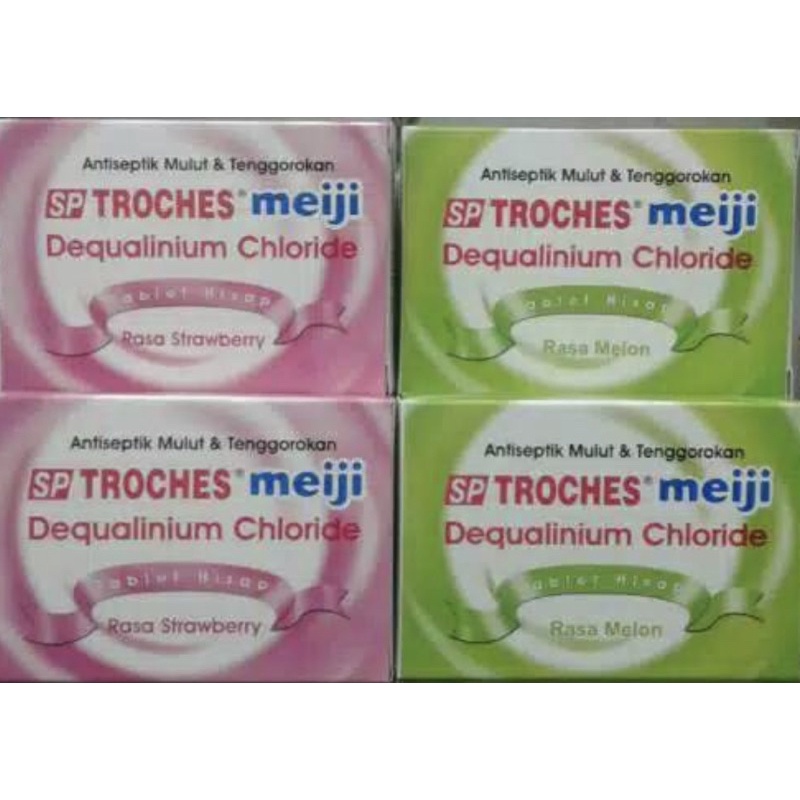 Antiseptik Mulut & Tenggorokan
SP TROCHES® meiji
Dequalinium Chloride
Tablet Hisap
Rasa Strawberry
Antiseptik Mulut & Tenggorokan
SP TROCHES® meiji
Dequalinium Chloride
Tablet Hisap
Rasa Melon
Antiseptik Mulut & Tenggorokan
SP TROCHES® meiji
Dequalinium Chloride
Tablet Hisap
Rasa Strawberry
Antiseptik Mulut & Tenggorokan
SP TROCHES® meiji
Dequalinium Chloride
Tablet Hisap
Rasa Melon